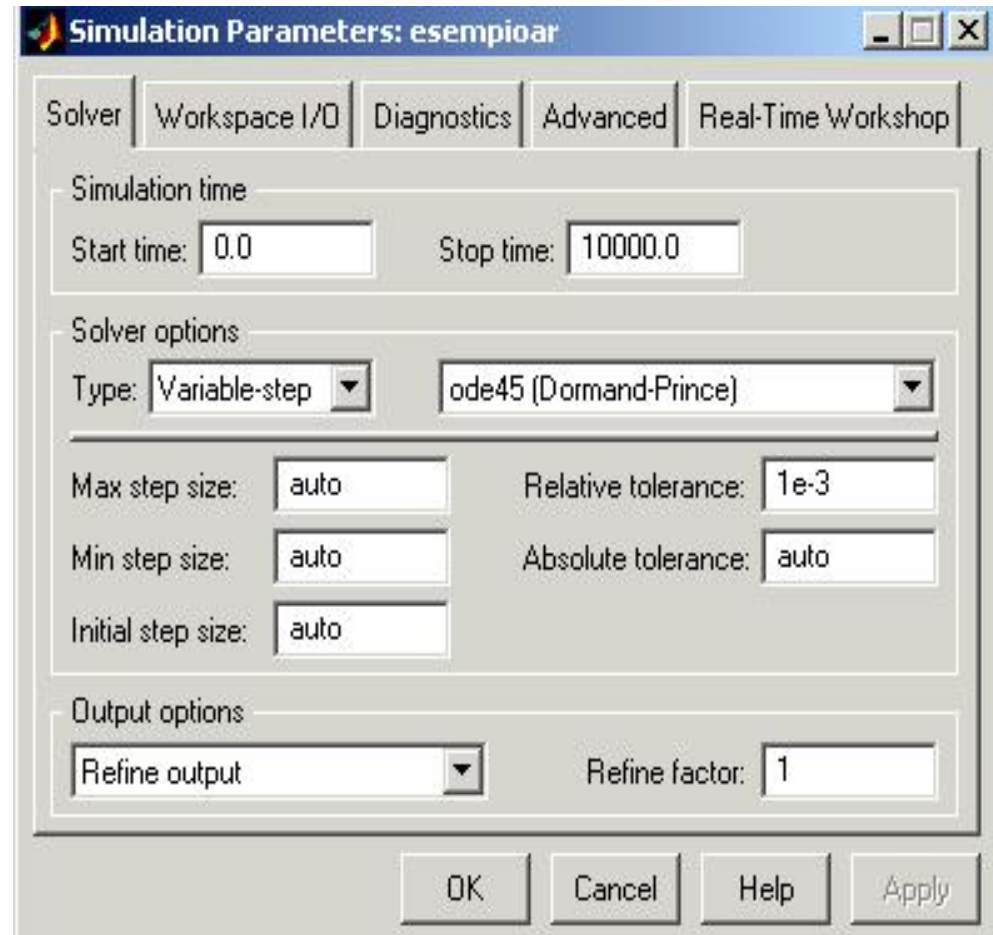 Simulation Parameters: esempioar
Solver Workspace I/O Diagnostics Advanced Real-Time Workshop
Simulation time
Start time: 0.0 Stop time: 10000.0
Solver options
Type: Variable-step ode45 (Dormand-Prince)
Max step size: auto Relative tolerance: 1e-3
Min step size: auto Absolute tolerance: auto
Initial step size: auto
Output options
Refine output Refine factor: 1
OK Cancel Help Apply